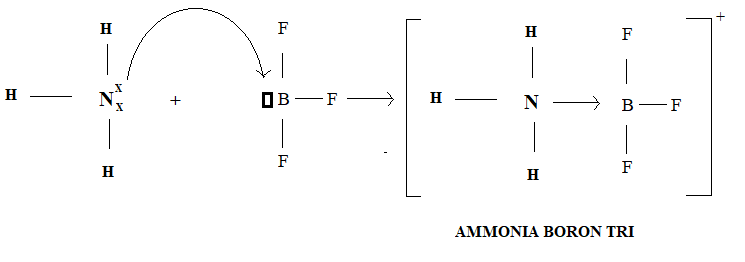 H F H F +
H N x x + B F H N B F
H F H F
AMMONIA BORON TRI